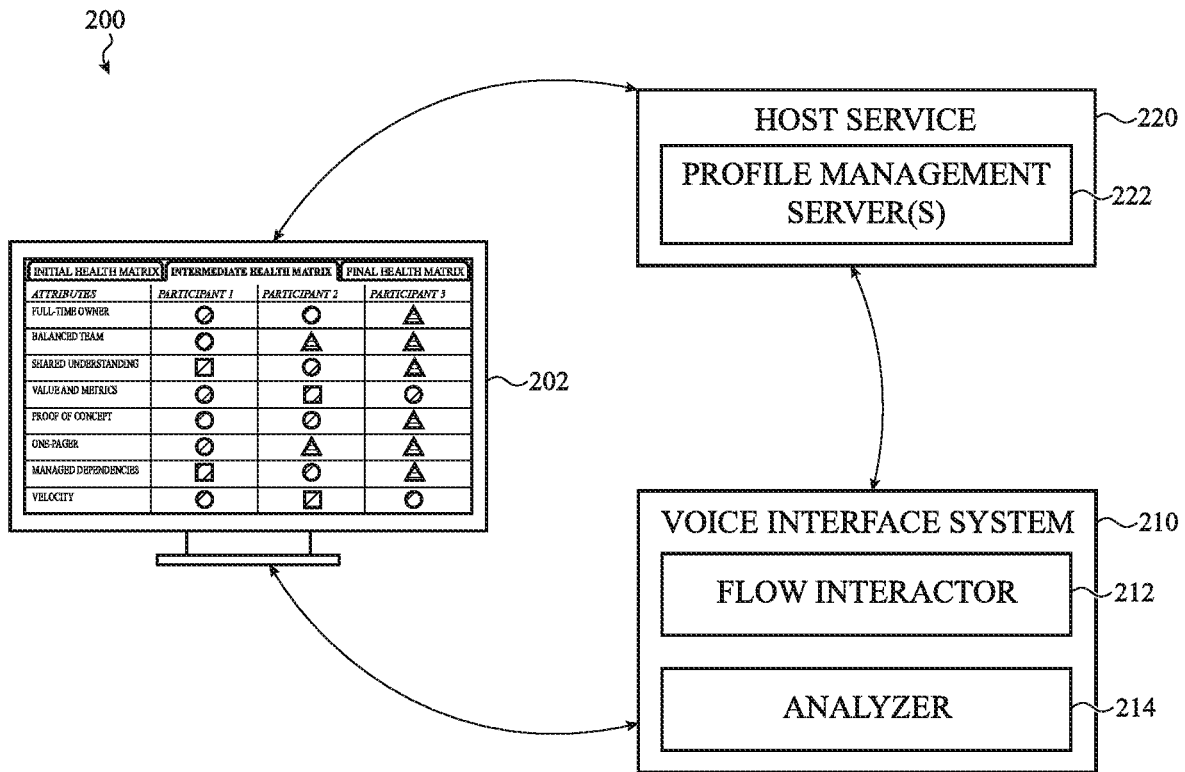 200
HOST SERVICE
220
PROFILE MANAGEMENT
SERVER(S)
222
INITIAL HEALTH MATRIX INTERMEDIATE HEALTH MATRIX FINAL HEALTH MATRIX
ATTRIBUTES PARTICIPANT 1 PARTICIPANT 2 PARTICIPANT 3
FULL-TIME OWNER
BALANCED TEAM
SHARED UNDERSTANDING
VALUE AND METRICS
PROOF OF CONCEPT
ONE-PAGER
MANAGED DEPENDENCIES
VELOCITY
202
VOICE INTERFACE SYSTEM
210
FLOW INTERACTOR
212
ANALYZER
214